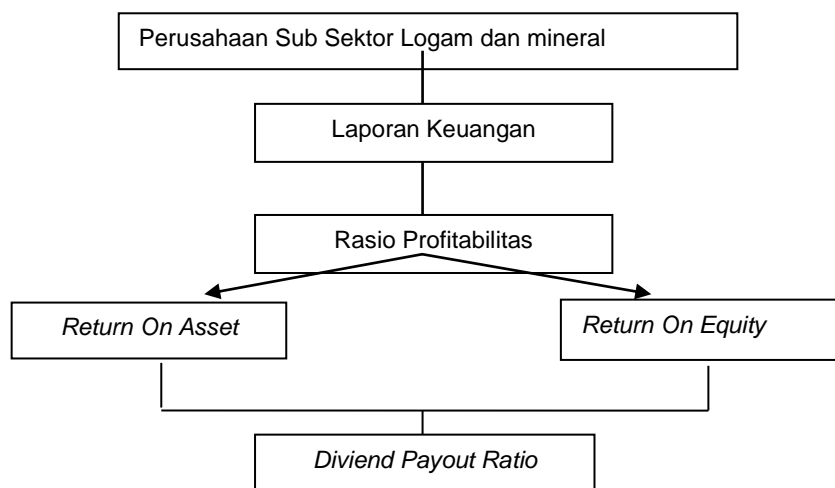 Perusahaan Sub Sektor Logam dan mineral
Laporan Keuangan
Rasio Profitabilitas
Return On Asset
Return On Equity
Diviend Payout Ratio